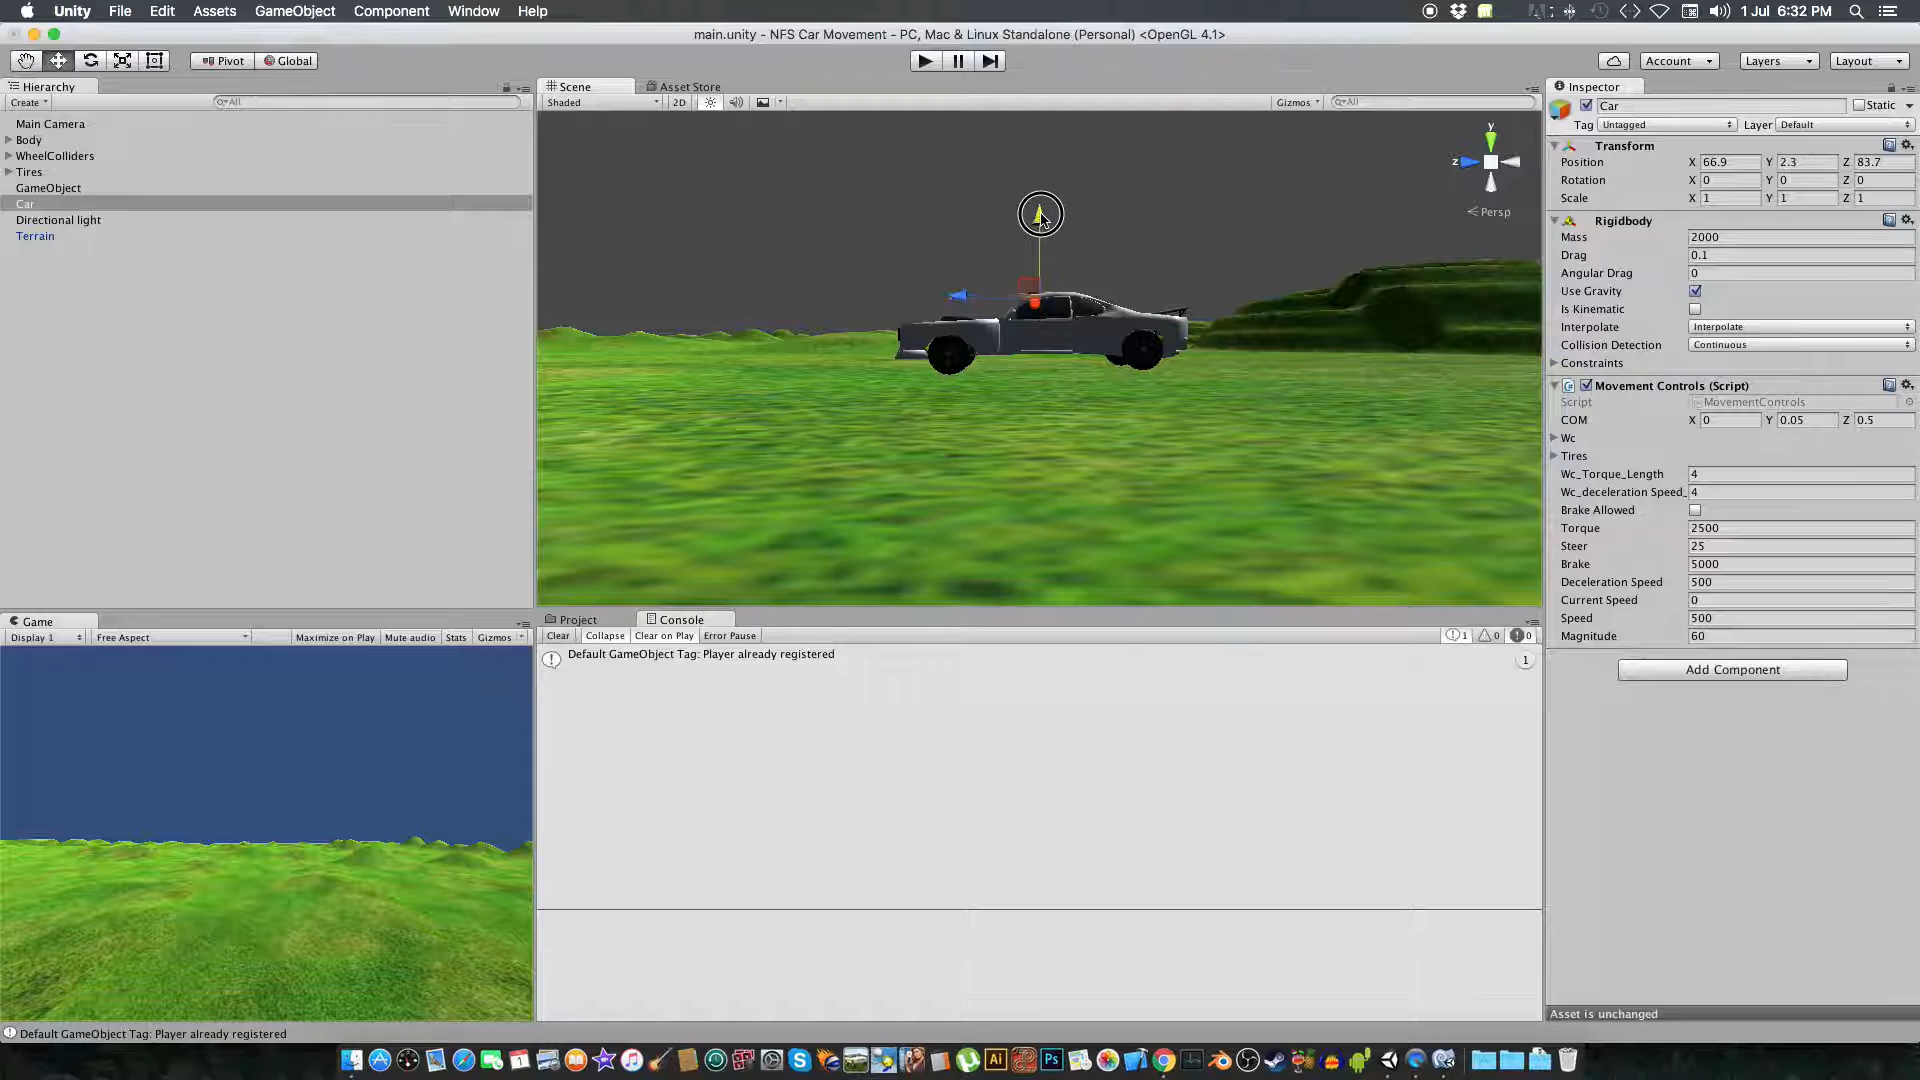 Unity File Edit Assets GameObject Component Window Help 1 Jul 6:32 PM
main.unity - NFS Car Movement - PC, Mac & Linux Standalone (Personal) <OpenGL 4.1>
Pivot Global Account Layers Layout
Hierarchy Scene Asset Store Inspector
Create All Shaded 2D Gizmos All Car Static
Tag Untagged Layer Default
Main Camera
Body
WheelColliders
Tires
GameObject
Car
Directional light
Terrain
y
z
Persp
Transform
Position X 66.9 Y 2.3 Z 83.7
Rotation X 0 Y 0 Z 0
Scale X 1 Y 1 Z 1
Rigidbody
Mass 2000
Drag 0.1
Angular Drag 0
Use Gravity
Is Kinematic
Interpolate Interpolate
Collision Detection Continuous
Constraints
Movement Controls (Script)
Script MovementControls
COM X 0 Y 0.05 Z 0.5
Wc
Tires
Wc_Torque_Length 4
Wc_deceleration Speed_ 4
Brake Allowed
Torque 2500
Steer 25
Brake 5000
Deceleration Speed 500
Current Speed 0
Speed 500
Magnitude 60
Add Component
Asset is unchanged
Game
Display 1 Free Aspect Maximize on Play Mute audio Stats Gizmos
Project Console
Clear Collapse Clear on Play Error Pause 1 0 0
Default GameObject Tag: Player already registered 1
Default GameObject Tag: Player already registered